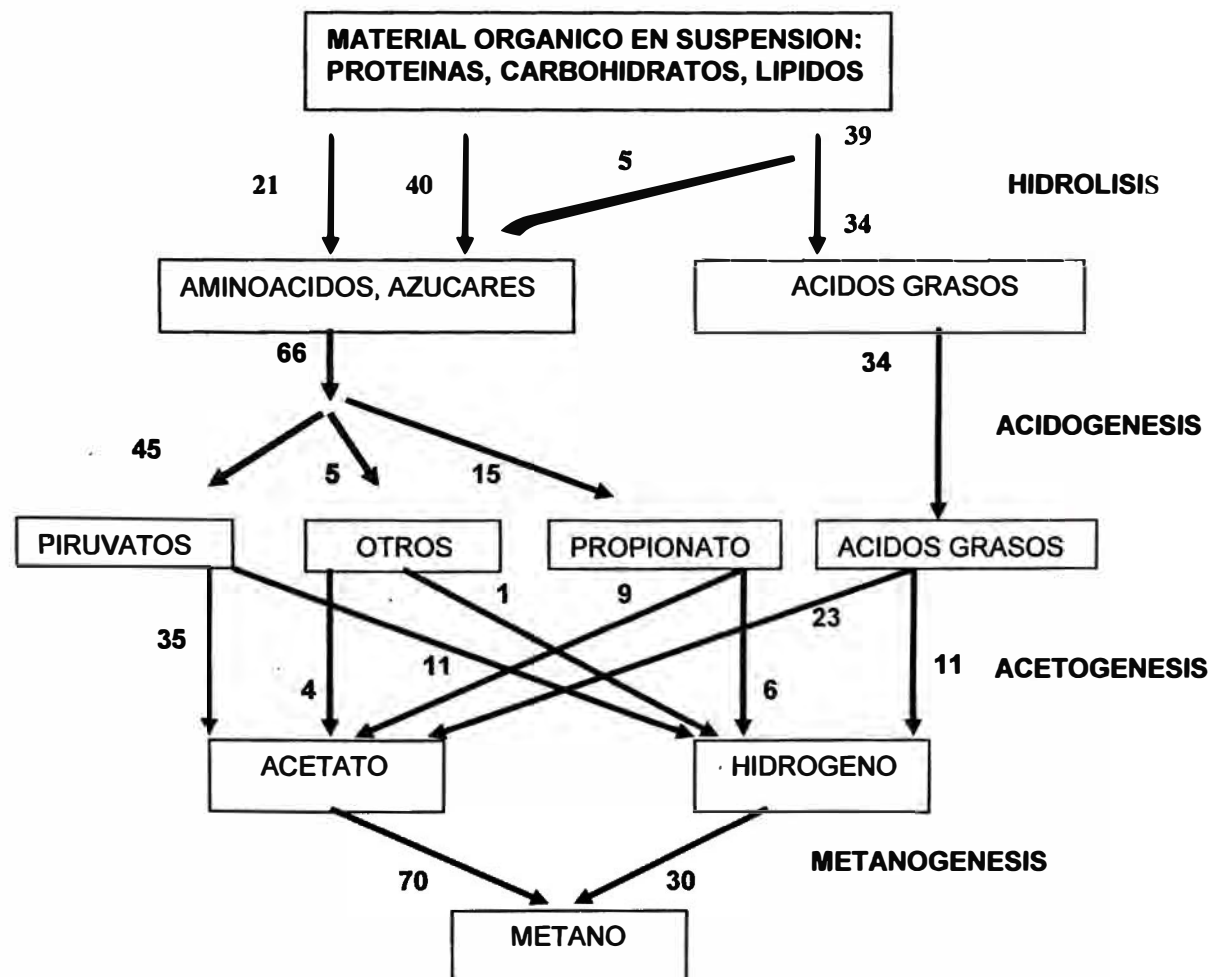 MATERIAL ORGANICO EN SUSPENSION:
PROTEINAS, CARBOHIDRATOS, LIPIDOS
39
5
21
40
HIDROLISIS
34
AMINOACIDOS, AZUCARES
ACIDOS GRASOS
66
34
ACIDOGENESIS
45
5
15
PIRUVATOS
OTROS
PROPIONATO
ACIDOS GRASOS
1
9
23
35
11
11
ACETOGENESIS
4
6
ACETATO
HIDROGENO
METANOGENESIS
70
30
METANO